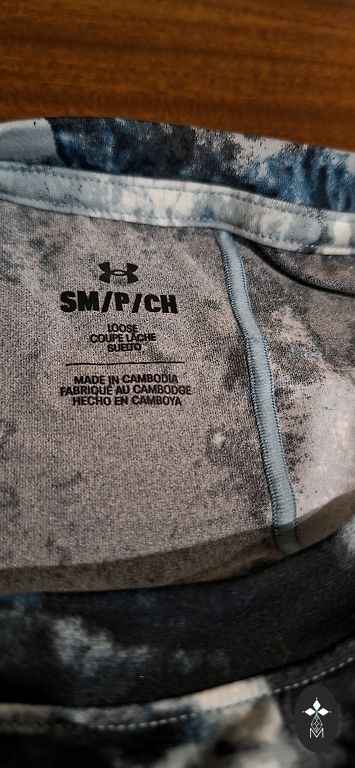 SM/P/CH
LOOSE
COUPE LÂCHE
SUELTO
MADE IN CAMBODIA
FABRIQUÉ AU CAMBODGE
HECHO EN CAMBOYA
M